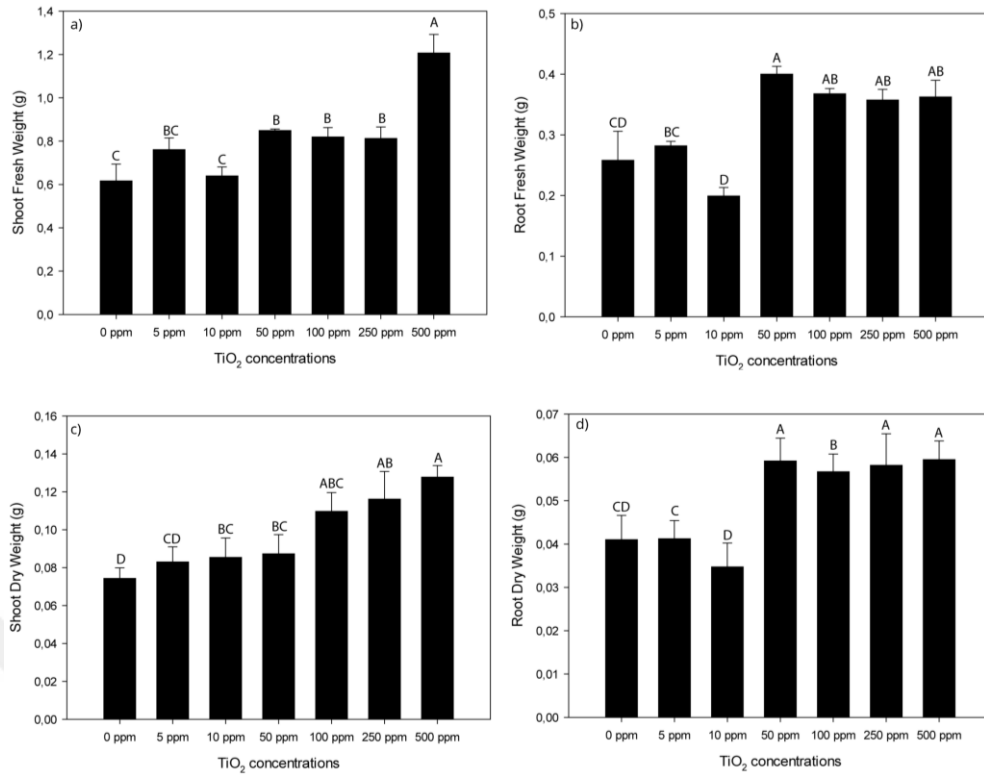 a)
Shoot Fresh Weight (g)
1,4
1,2
1,0
0,8
0,6
0,4
0,2
0,0
C
BC
C
B
B
B
A
0 ppm 5 ppm 10 ppm 50 ppm 100 ppm 250 ppm 500 ppm
TiO₂ concentrations
b)
Root Fresh Weight (g)
0,5
0,4
0,3
0,2
0,1
0,0
CD
BC
D
A
AB
AB
AB
0 ppm 5 ppm 10 ppm 50 ppm 100 ppm 250 ppm 500 ppm
TiO₂ concentrations
c)
Shoot Dry Weight (g)
0,16
0,14
0,12
0,10
0,08
0,06
0,04
0,02
0,00
D
CD
BC
BC
ABC
AB
A
0 ppm 5 ppm 10 ppm 50 ppm 100 ppm 250 ppm 500 ppm
TiO₂ concentrations
d)
Root Dry Weight (g)
0,07
0,06
0,05
0,04
0,03
0,02
0,01
0,00
CD
C
D
A
B
A
A
0 ppm 5 ppm 10 ppm 50 ppm 100 ppm 250 ppm 500 ppm
TiO₂ concentrations